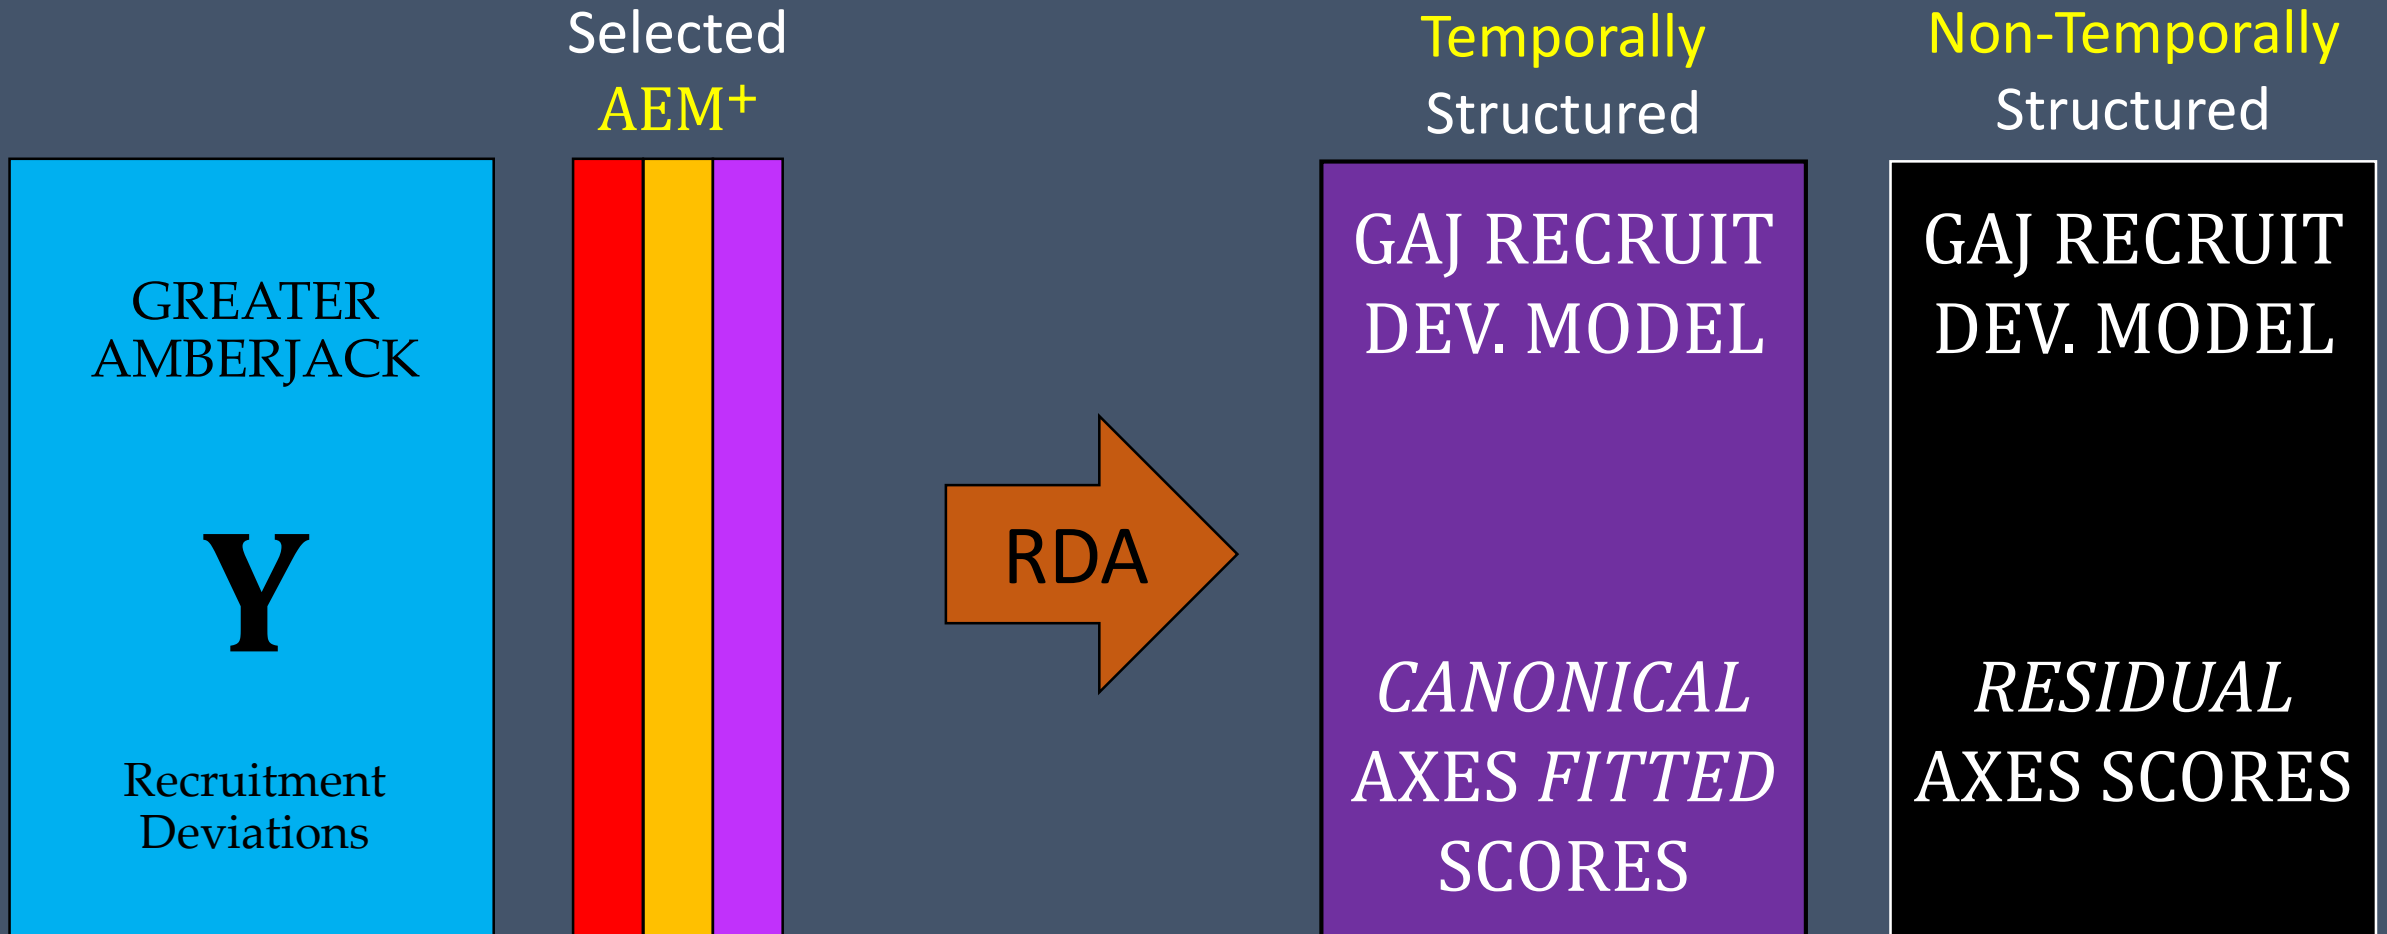 Selected
AEM⁺
Temporally
Structured
Non-Temporally
Structured
GREATER
AMBERJACK
Y
Recruitment
Deviations
RDA
GAJ RECRUIT
DEV. MODEL
CANONICAL
AXES FITTED
SCORES
GAJ RECRUIT
DEV. MODEL
RESIDUAL
AXES SCORES